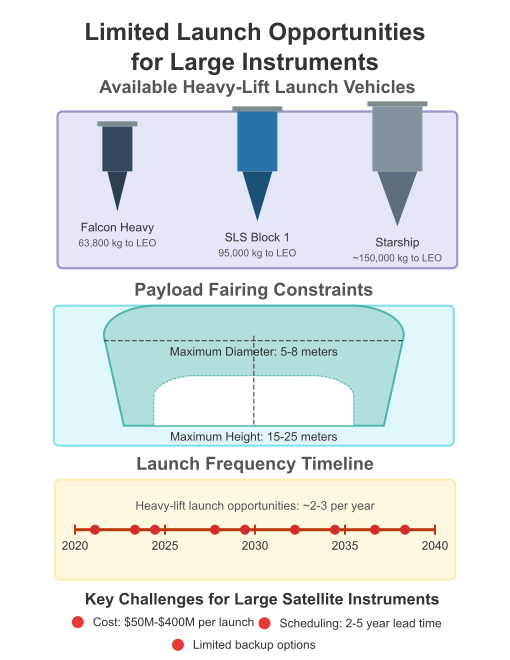 Limited Launch Opportunities
for Large Instruments
Available Heavy-Lift Launch Vehicles
Falcon Heavy
63,800 kg to LEO
SLS Block 1
95,000 kg to LEO
Starship
~150,000 kg to LEO
Payload Fairing Constraints
Maximum Diameter: 5-8 meters
Maximum Height: 15-25 meters
Launch Frequency Timeline
Heavy-lift launch opportunities: ~2-3 per year
2020 2025 2030 2035 2040
Key Challenges for Large Satellite Instruments
Cost: $50M-$400M per launch Scheduling: 2-5 year lead time
Limited backup options